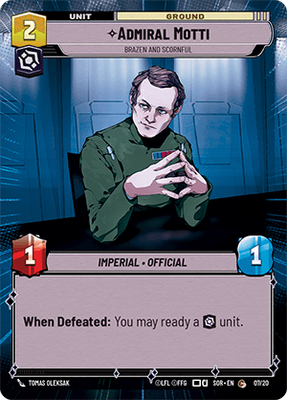 UNIT GROUND
2
✧ADMIRAL MOTTI
BRAZEN AND SCORNFUL
1 1
IMPERIAL • OFFICIAL
When Defeated: You may ready a unit.
TOMAS OLEKSAK ©LFL ©FFG SOR • EN 011/20